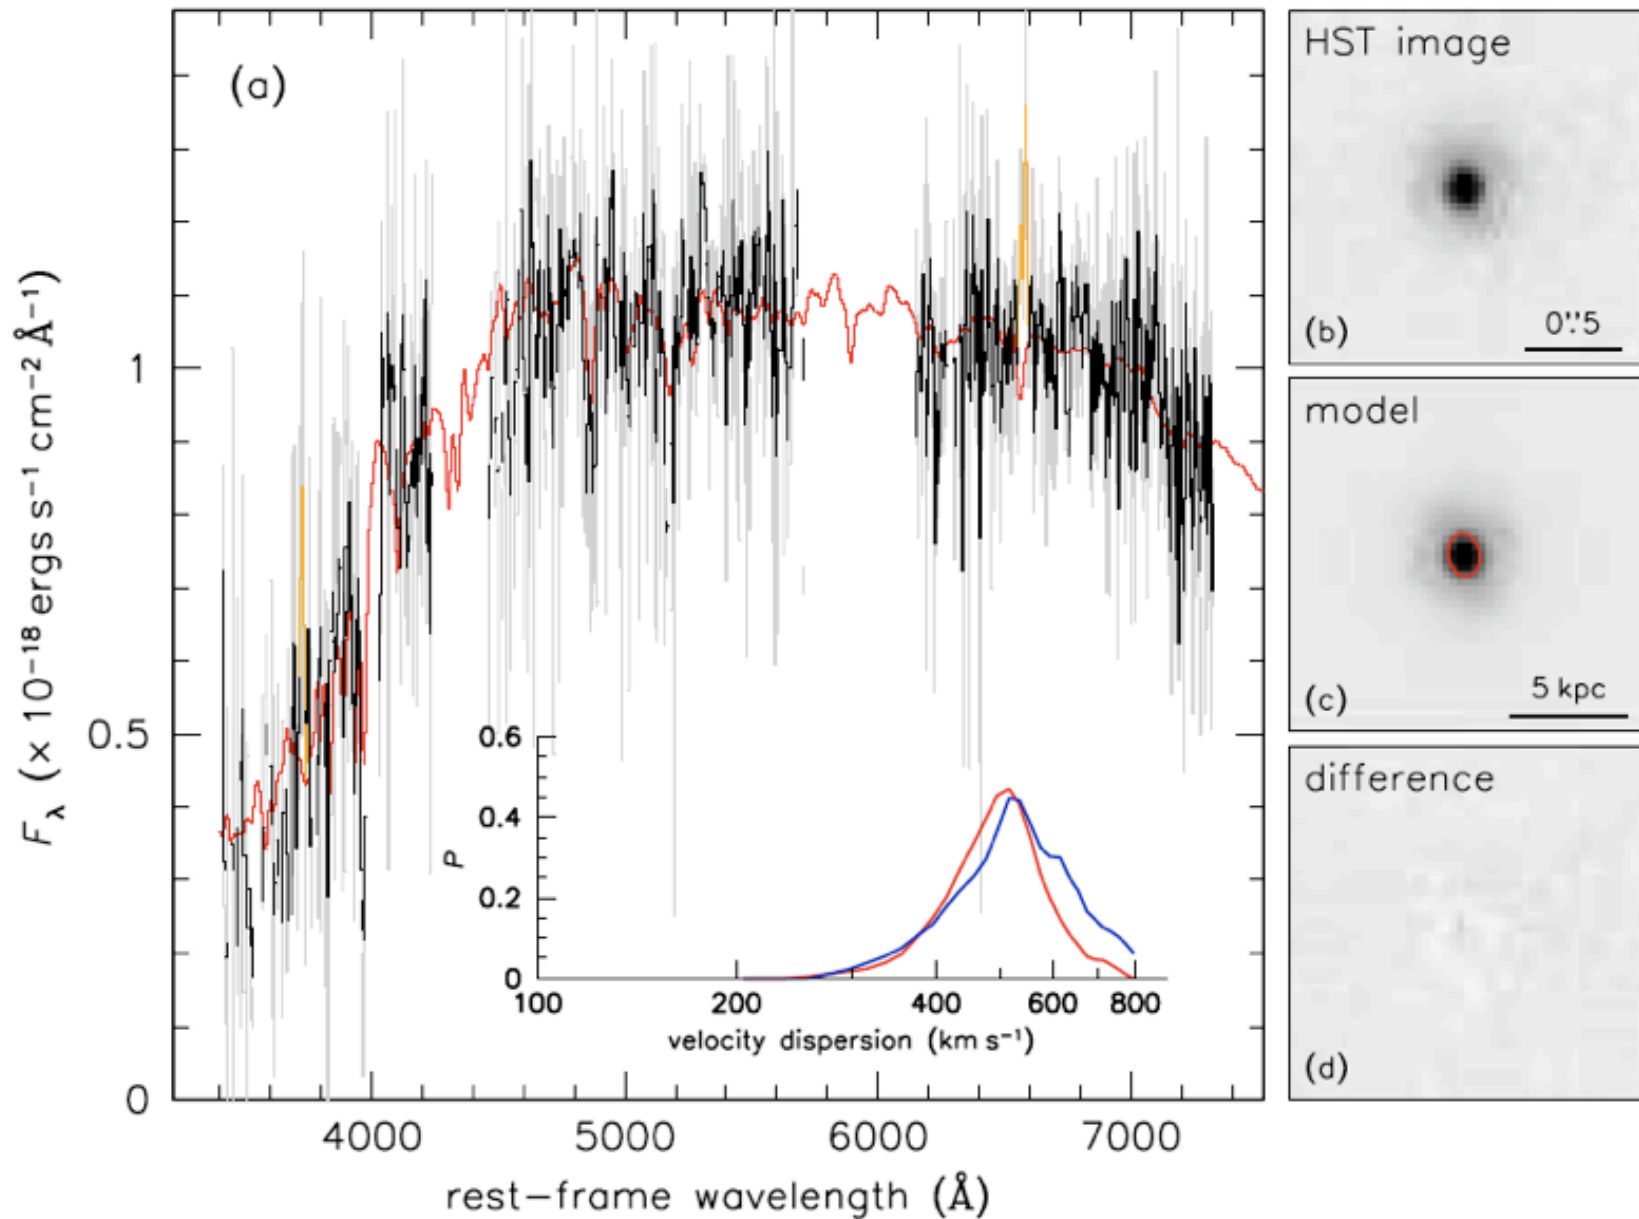 (a)
F_λ (× 10⁻¹⁸ ergs s⁻¹ cm⁻² Å⁻¹)
1
0.5
0
4000 5000 6000 7000
rest-frame wavelength (Å)
0.6
0.4
0.2
0
P
100 200 400 600 800
velocity dispersion (km s⁻¹)
HST image
(b)
0".5
model
(c)
5 kpc
difference
(d)